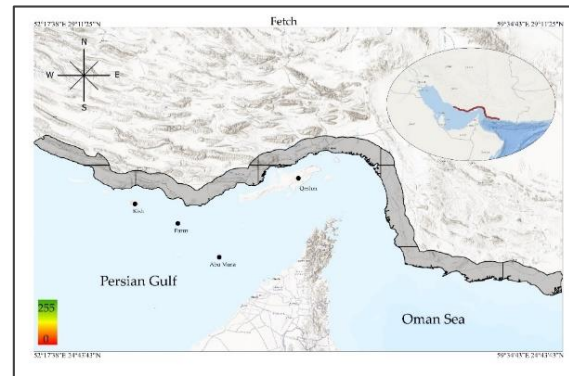 Fetch
52°17'38"E 29°11'25"N
59°34'43"E 29°11'25"N
N
W E
S
Qeshm
Kish
Farur
Abu Musa
Persian Gulf
Oman Sea
255
0
52°17'38"E 24°43'43"N
59°34'43"E 24°43'43"N